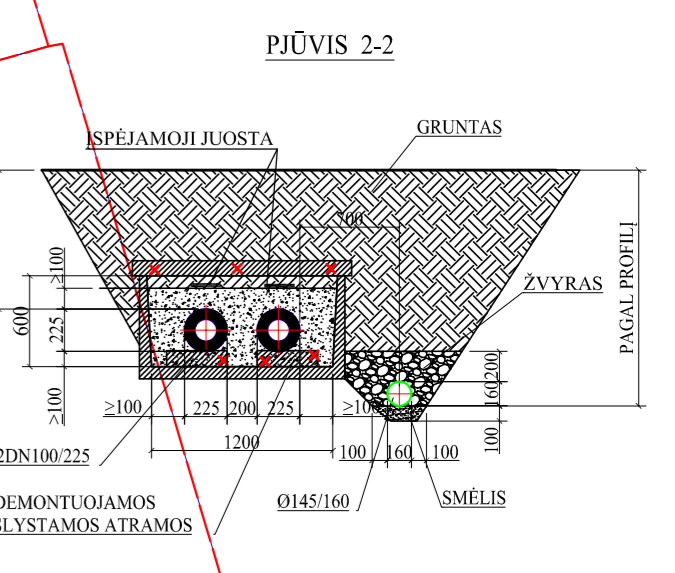 PJŪVIS 2-2
ĮSPĖJAMOJI JUOSTA
GRUNTAS
700
≥100
600
225
≥100
ŽVYRAS
PAGAL PROFILĮ
200
160
100
≥100 225 200 225 ≥100
1200
100 160 100
2DN100/225
DEMONTUOJAMOS
SLYSTAMOS ATRAMOS
Ø145/160
SMĖLIS